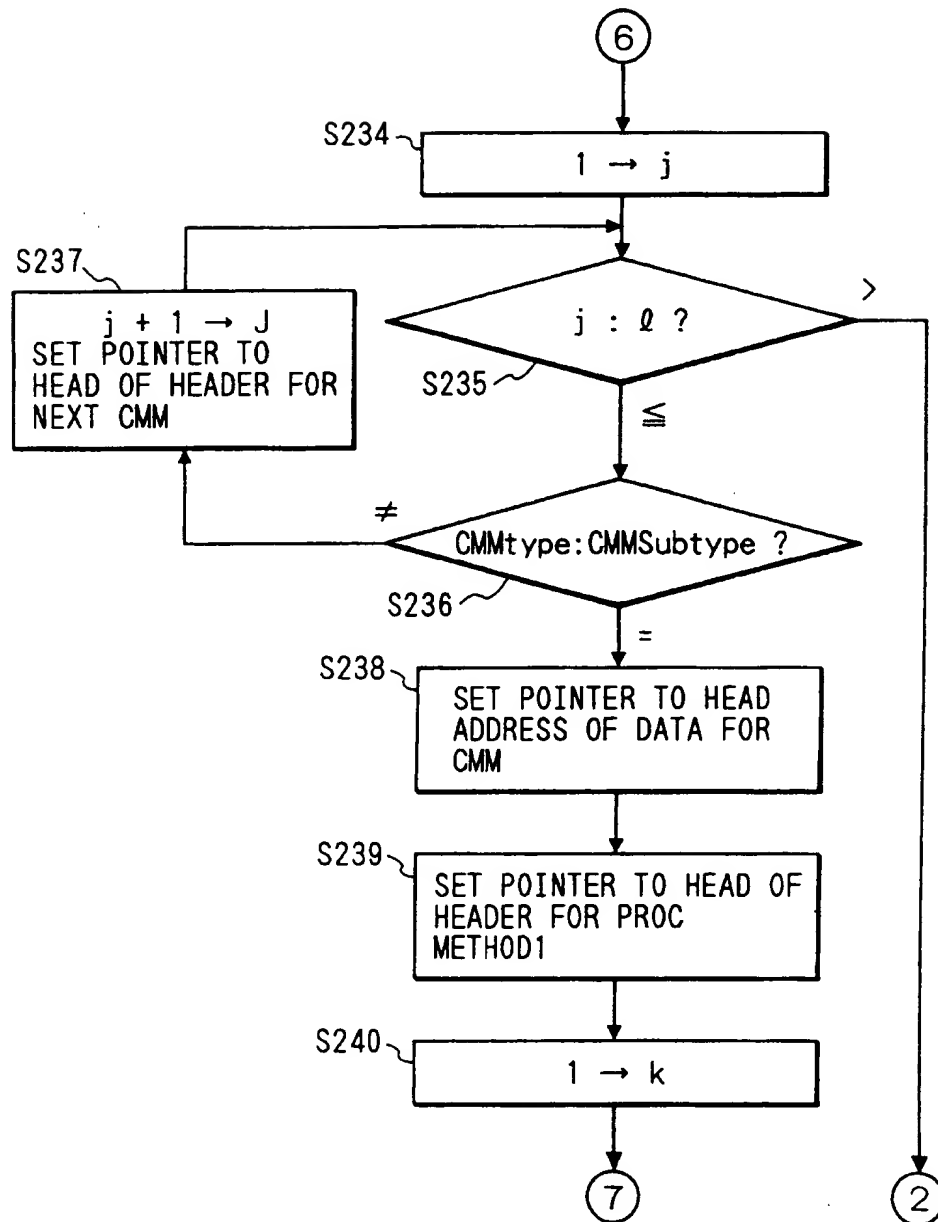 6
S234
1 → j
S237
j + 1 → J
SET POINTER TO
HEAD OF HEADER FOR
NEXT CMM
>
j : ℓ ?
S235
≦
≠
CMMtype:CMMSubtype ?
S236
=
S238
SET POINTER TO HEAD
ADDRESS OF DATA FOR
CMM
S239
SET POINTER TO HEAD OF
HEADER FOR PROC
METHOD1
S240
1 → k
7
2